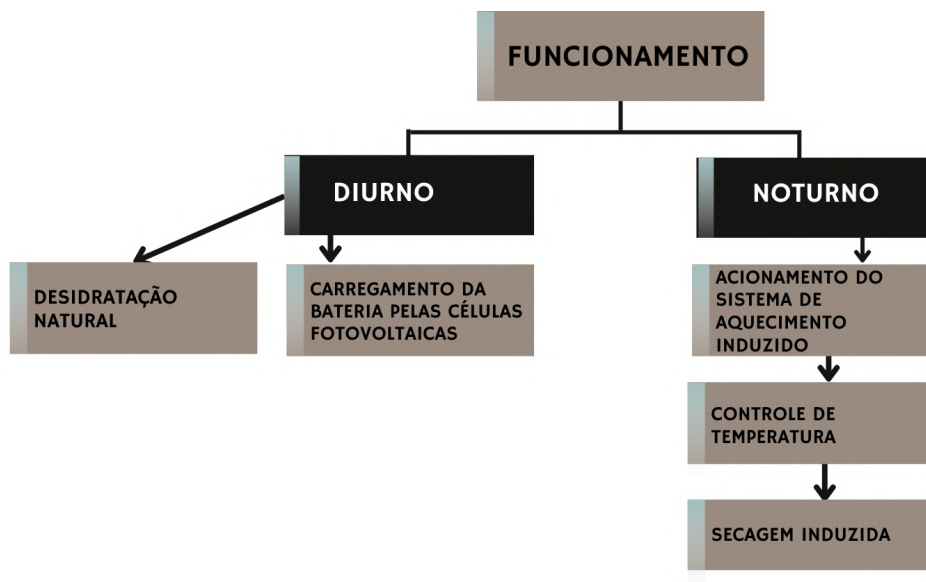 FUNCIONAMENTO
DIURNO
NOTURNO
DESIDRATAÇÃO
NATURAL
CARREGAMENTO DA
BATERIA PELAS CÉLULAS
FOTOVOLTAICAS
ACIONAMENTO DO
SISTEMA DE
AQUECIMENTO
INDUZIDO
CONTROLE DE
TEMPERATURA
SECAGEM INDUZIDA